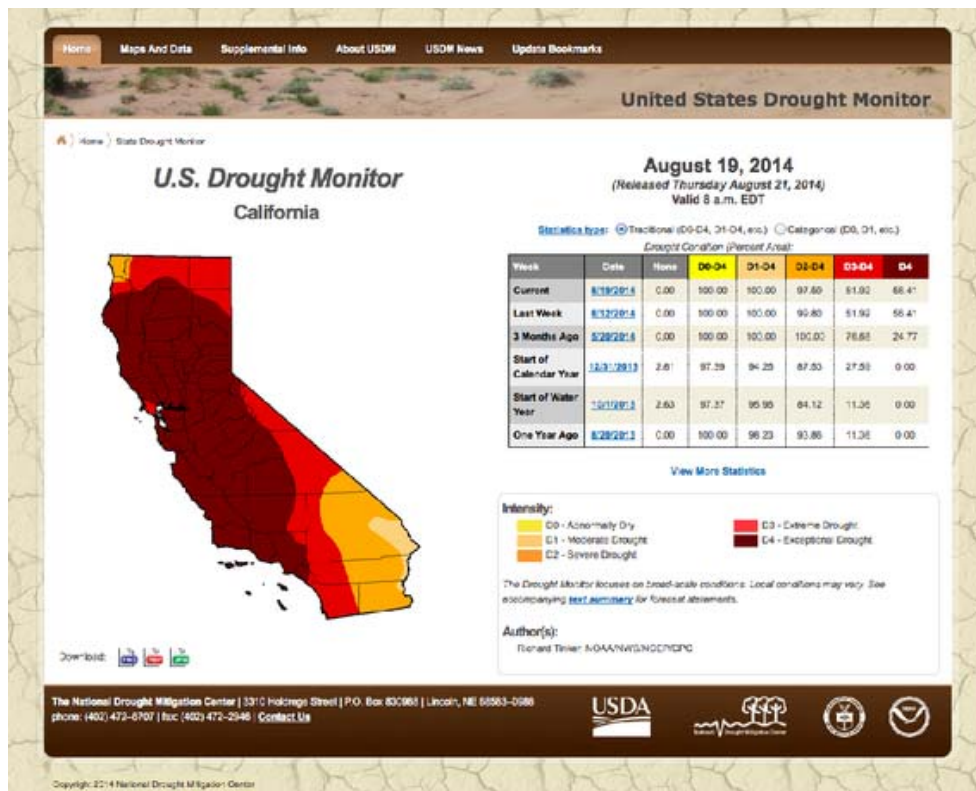 Home Maps And Data Supplemental Info About USDM USDM News Update Bookmarks
United States Drought Monitor
Home State Drought Monitor
U.S. Drought Monitor
California
August 19, 2014
(Released Thursday August 21, 2014)
Valid 8 a.m. EDT
Statistics type: Traditional (D0-D4, D1-D4, etc.) Categorical (D0, D1, etc.)
Drought Condition (Percent Area):
Week Date None D0-D4 D1-D4 D2-D4 D3-D4 D4
Current 8/19/2014 0.00 100.00 100.00 97.50 81.92 58.41
Last Week 8/12/2014 0.00 100.00 100.00 99.80 81.92 58.41
3 Months Ago 5/20/2014 0.00 100.00 100.00 100.00 76.68 24.77
Start of
Calendar Year 12/31/2013 2.61 97.39 94.25 87.53 27.59 0.00
Start of Water
Year 10/1/2013 2.63 97.37 95.95 84.12 11.36 0.00
One Year Ago 8/20/2013 0.00 100.00 98.23 93.86 11.36 0.00
View More Statistics
Intensity:
D0 - Abnormally Dry D3 - Extreme Drought
D1 - Moderate Drought D4 - Exceptional Drought
D2 - Severe Drought
The Drought Monitor focuses on broad-scale conditions. Local conditions may vary. See
accompanying text summary for forecast statements.
Author(s):
Richard Tinker, NOAA/NWS/NCEP/CPC
Download:
The National Drought Mitigation Center | 3310 Holdrege Street | P.O. Box 830988 | Lincoln, NE 68583–0988
phone: (402) 472–6707 | fax: (402) 472–2946 | Contact Us
USDA
National Drought Mitigation Center
Copyright 2014 National Drought Mitigation Center